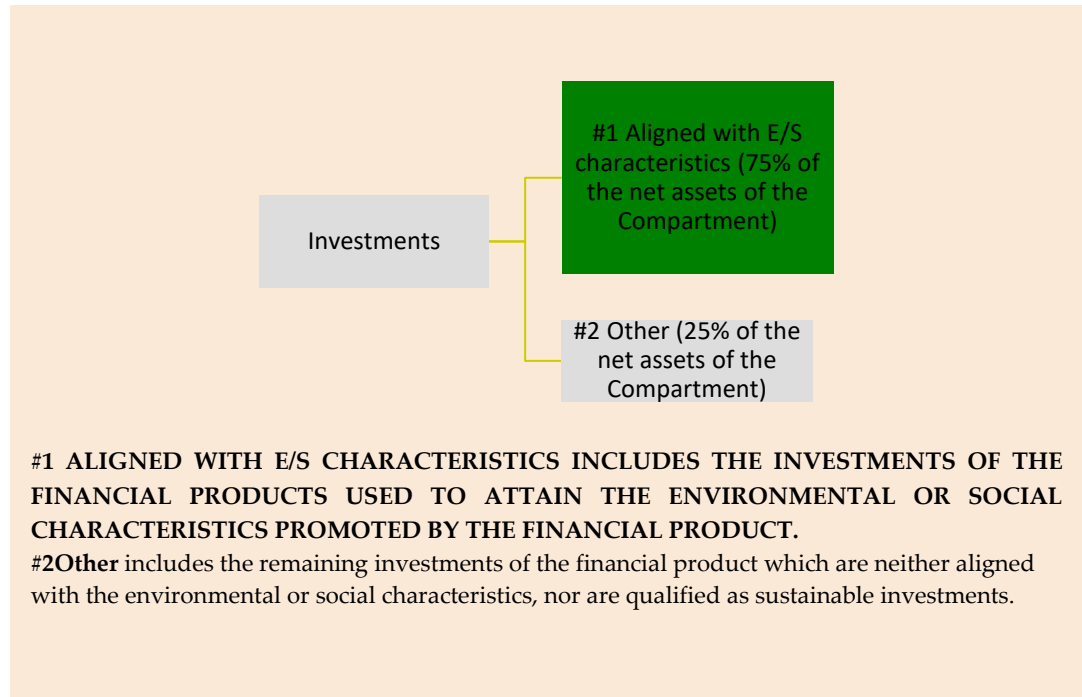 #1 Aligned with E/S
characteristics (75% of
the net assets of the
Compartment)
Investments
#2 Other (25% of the
net assets of the
Compartment)
#1 ALIGNED WITH E/S CHARACTERISTICS INCLUDES THE INVESTMENTS OF THE
FINANCIAL PRODUCTS USED TO ATTAIN THE ENVIRONMENTAL OR SOCIAL
CHARACTERISTICS PROMOTED BY THE FINANCIAL PRODUCT.
#2Other includes the remaining investments of the financial product which are neither aligned
with the environmental or social characteristics, nor are qualified as sustainable investments.